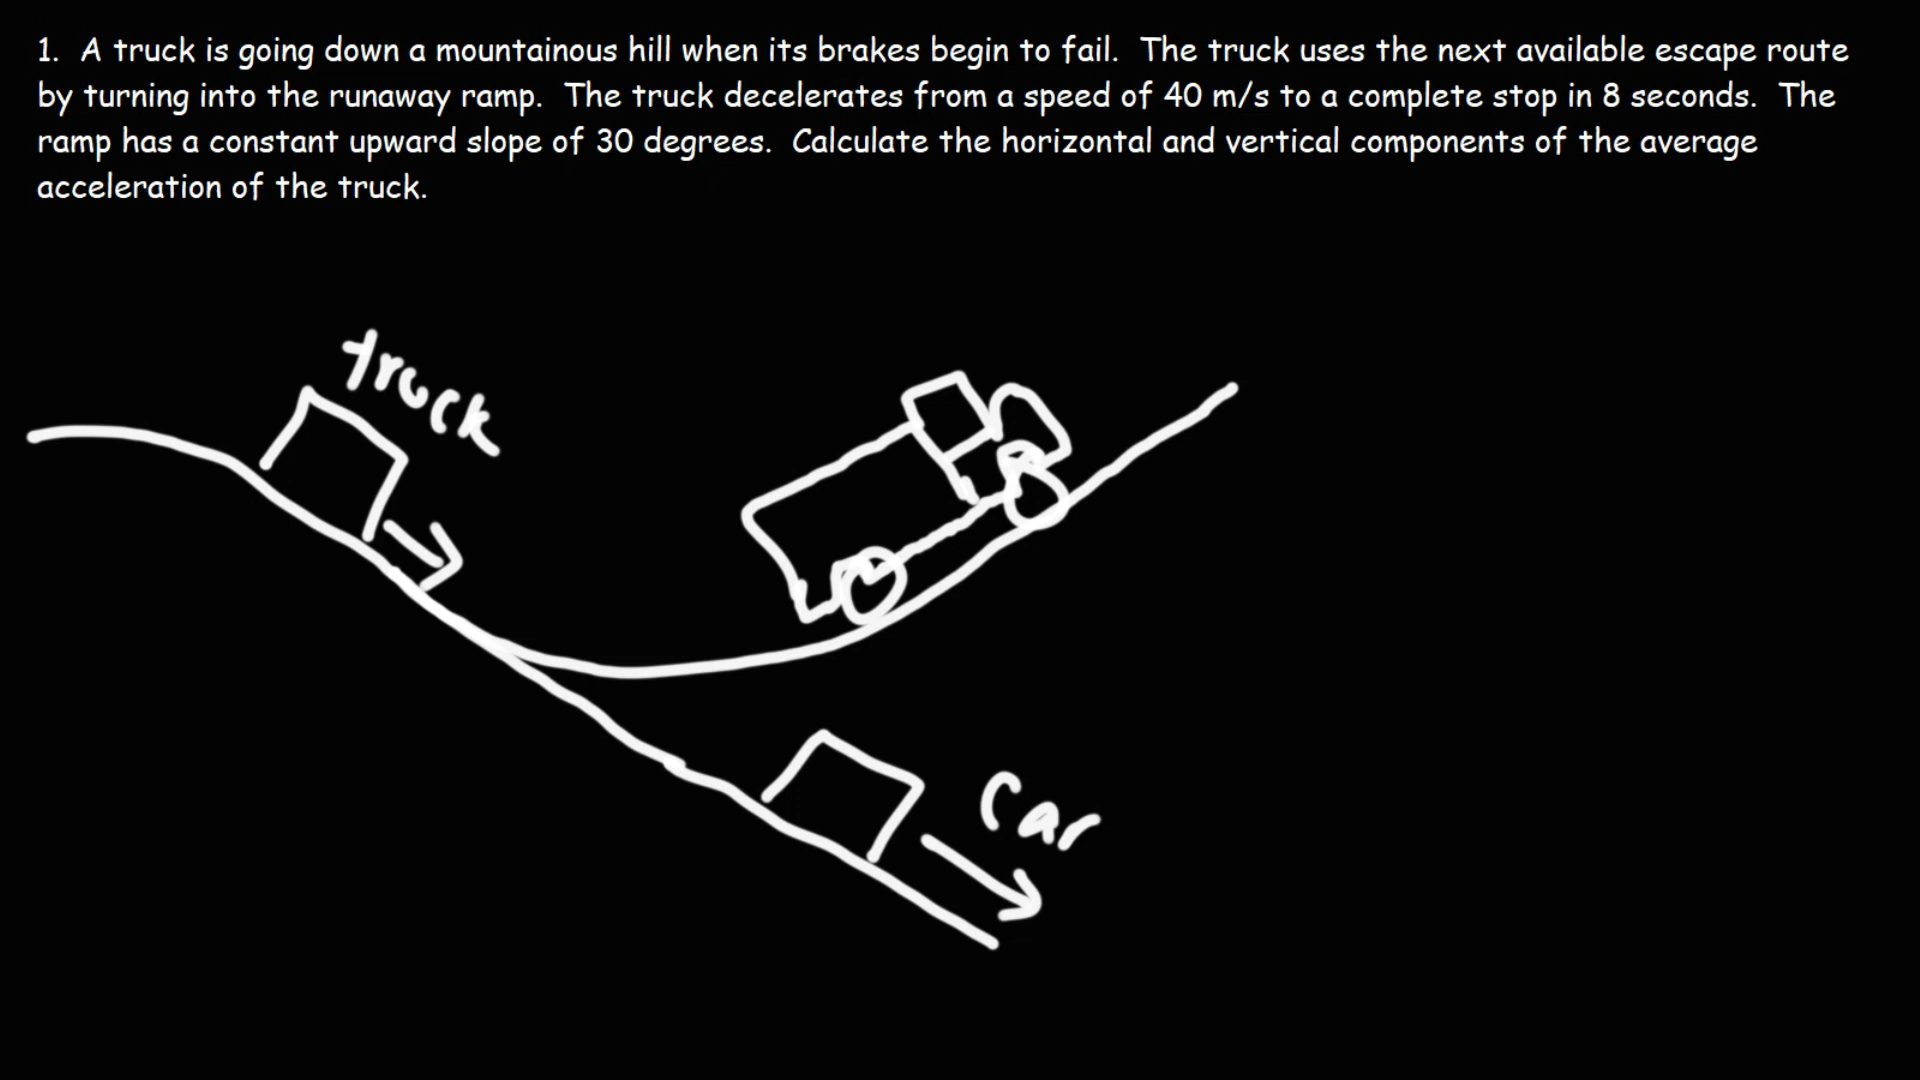 1.  A truck is going down a mountainous hill when its brakes begin to fail.  The truck uses the next available escape route
by turning into the runaway ramp.  The truck decelerates from a speed of 40 m/s to a complete stop in 8 seconds.  The
ramp has a constant upward slope of 30 degrees.  Calculate the horizontal and vertical components of the average
acceleration of the truck.
truck
car